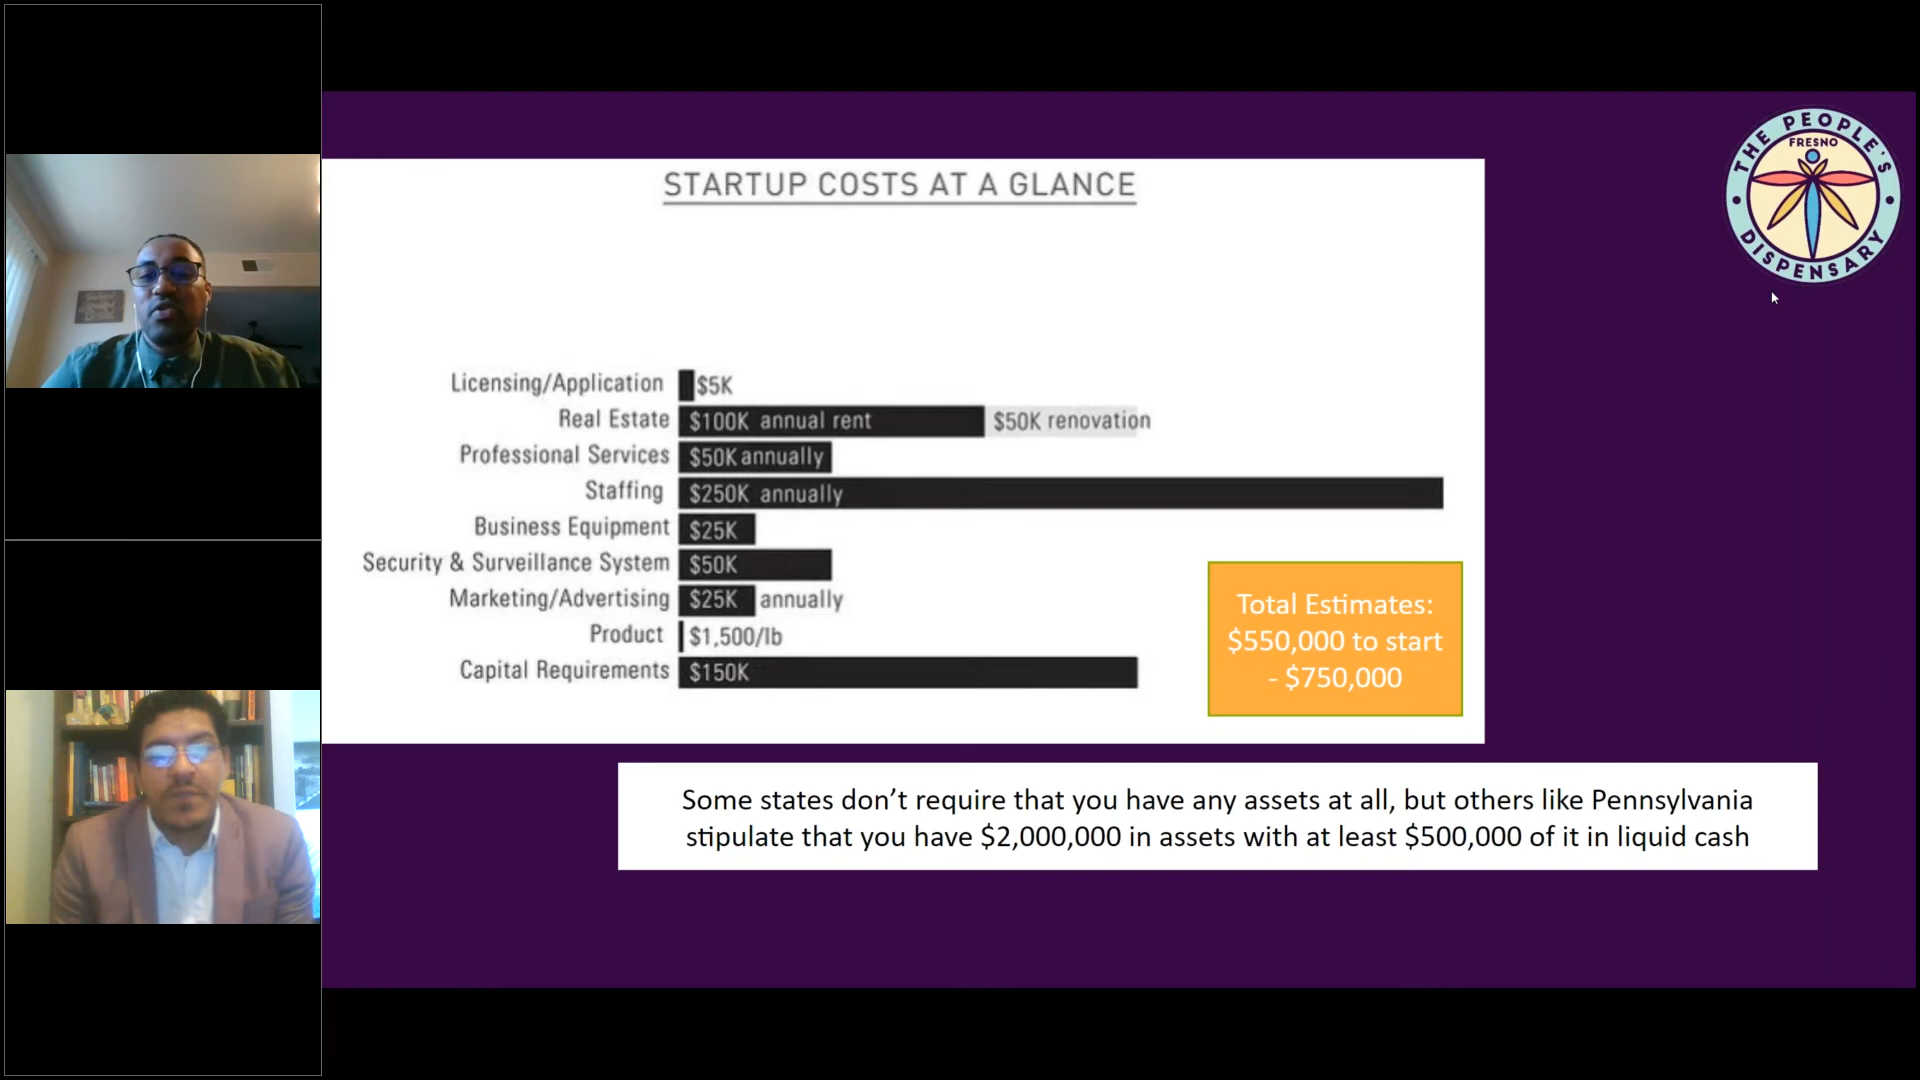 STARTUP COSTS AT A GLANCE
Licensing/Application $5K
Real Estate $100K annual rent $50K renovation
Professional Services $50K annually
Staffing $250K annually
Business Equipment $25K
Security & Surveillance System $50K
Marketing/Advertising $25K annually
Product $1,500/lb
Capital Requirements $150K
Total Estimates:
$550,000 to start
- $750,000
Some states don’t require that you have any assets at all, but others like Pennsylvania
stipulate that you have $2,000,000 in assets with at least $500,000 of it in liquid cash
THE PEOPLE'S
FRESNO
DISPENSARY